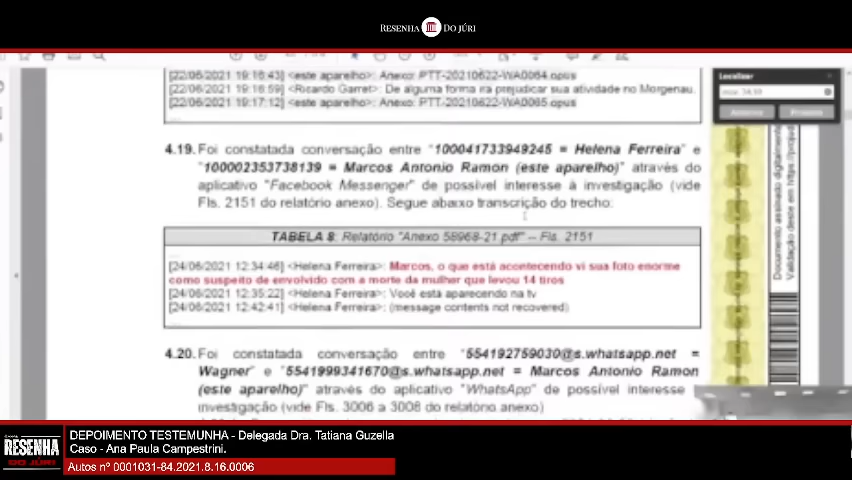 RESENHA DO JÚRI
[22/06/2021 19:16:43] <este aparelho>: Anexo: PTT-20210622-WA0064.opus
[22/06/2021 19:16:59] <Ricardo Garret>: De alguma forma ira prejudicar sua atividade no Morgenau.
[22/06/2021 19:17:12] <este aparelho>: Anexo: PTT-20210622-WA0065.opus
4.19. Foi constatada conversação entre "100041733949245 = Helena Ferreira" e
"100002353738139 = Marcos Antonio Ramon (este aparelho)" através do
aplicativo "Facebook Messenger" de possível interesse à investigação (vide
Fls. 2151 do relatório anexo). Segue abaixo transcrição do trecho:
TABELA 8: Relatório "Anexo 58968-21.pdf" – Fls. 2151
[24/06/2021 12:34:46] <Helena Ferreira>: Marcos, o que está acontecendo vi sua foto enorme
como suspeito de envolvido com a morte da mulher que levou 14 tiros
[24/06/2021 12:35:22] <Helena Ferreira>: Você está aparecendo na tv
[24/06/2021 12:42:41] <Helena Ferreira>: (message contents not recovered)
4.20. Foi constatada conversação entre "554192759030@s.whatsapp.net =
Wagner" e "5541999341670@s.whatsapp.net = Marcos Antonio Ramon
(este aparelho)" através do aplicativo "WhatsApp" de possível interesse
investigação (vide Fls. 3006 a 3008 do relatório anexo)
Localizar
Documento assinado digitalmente
Validação deste em https://projudi
RESENHA
DO JÚRI
DEPOIMENTO TESTEMUNHA - Delegada Dra. Tatiana Guzella
Caso - Ana Paula Campestrini.
Autos nº 0001031-84.2021.8.16.0006